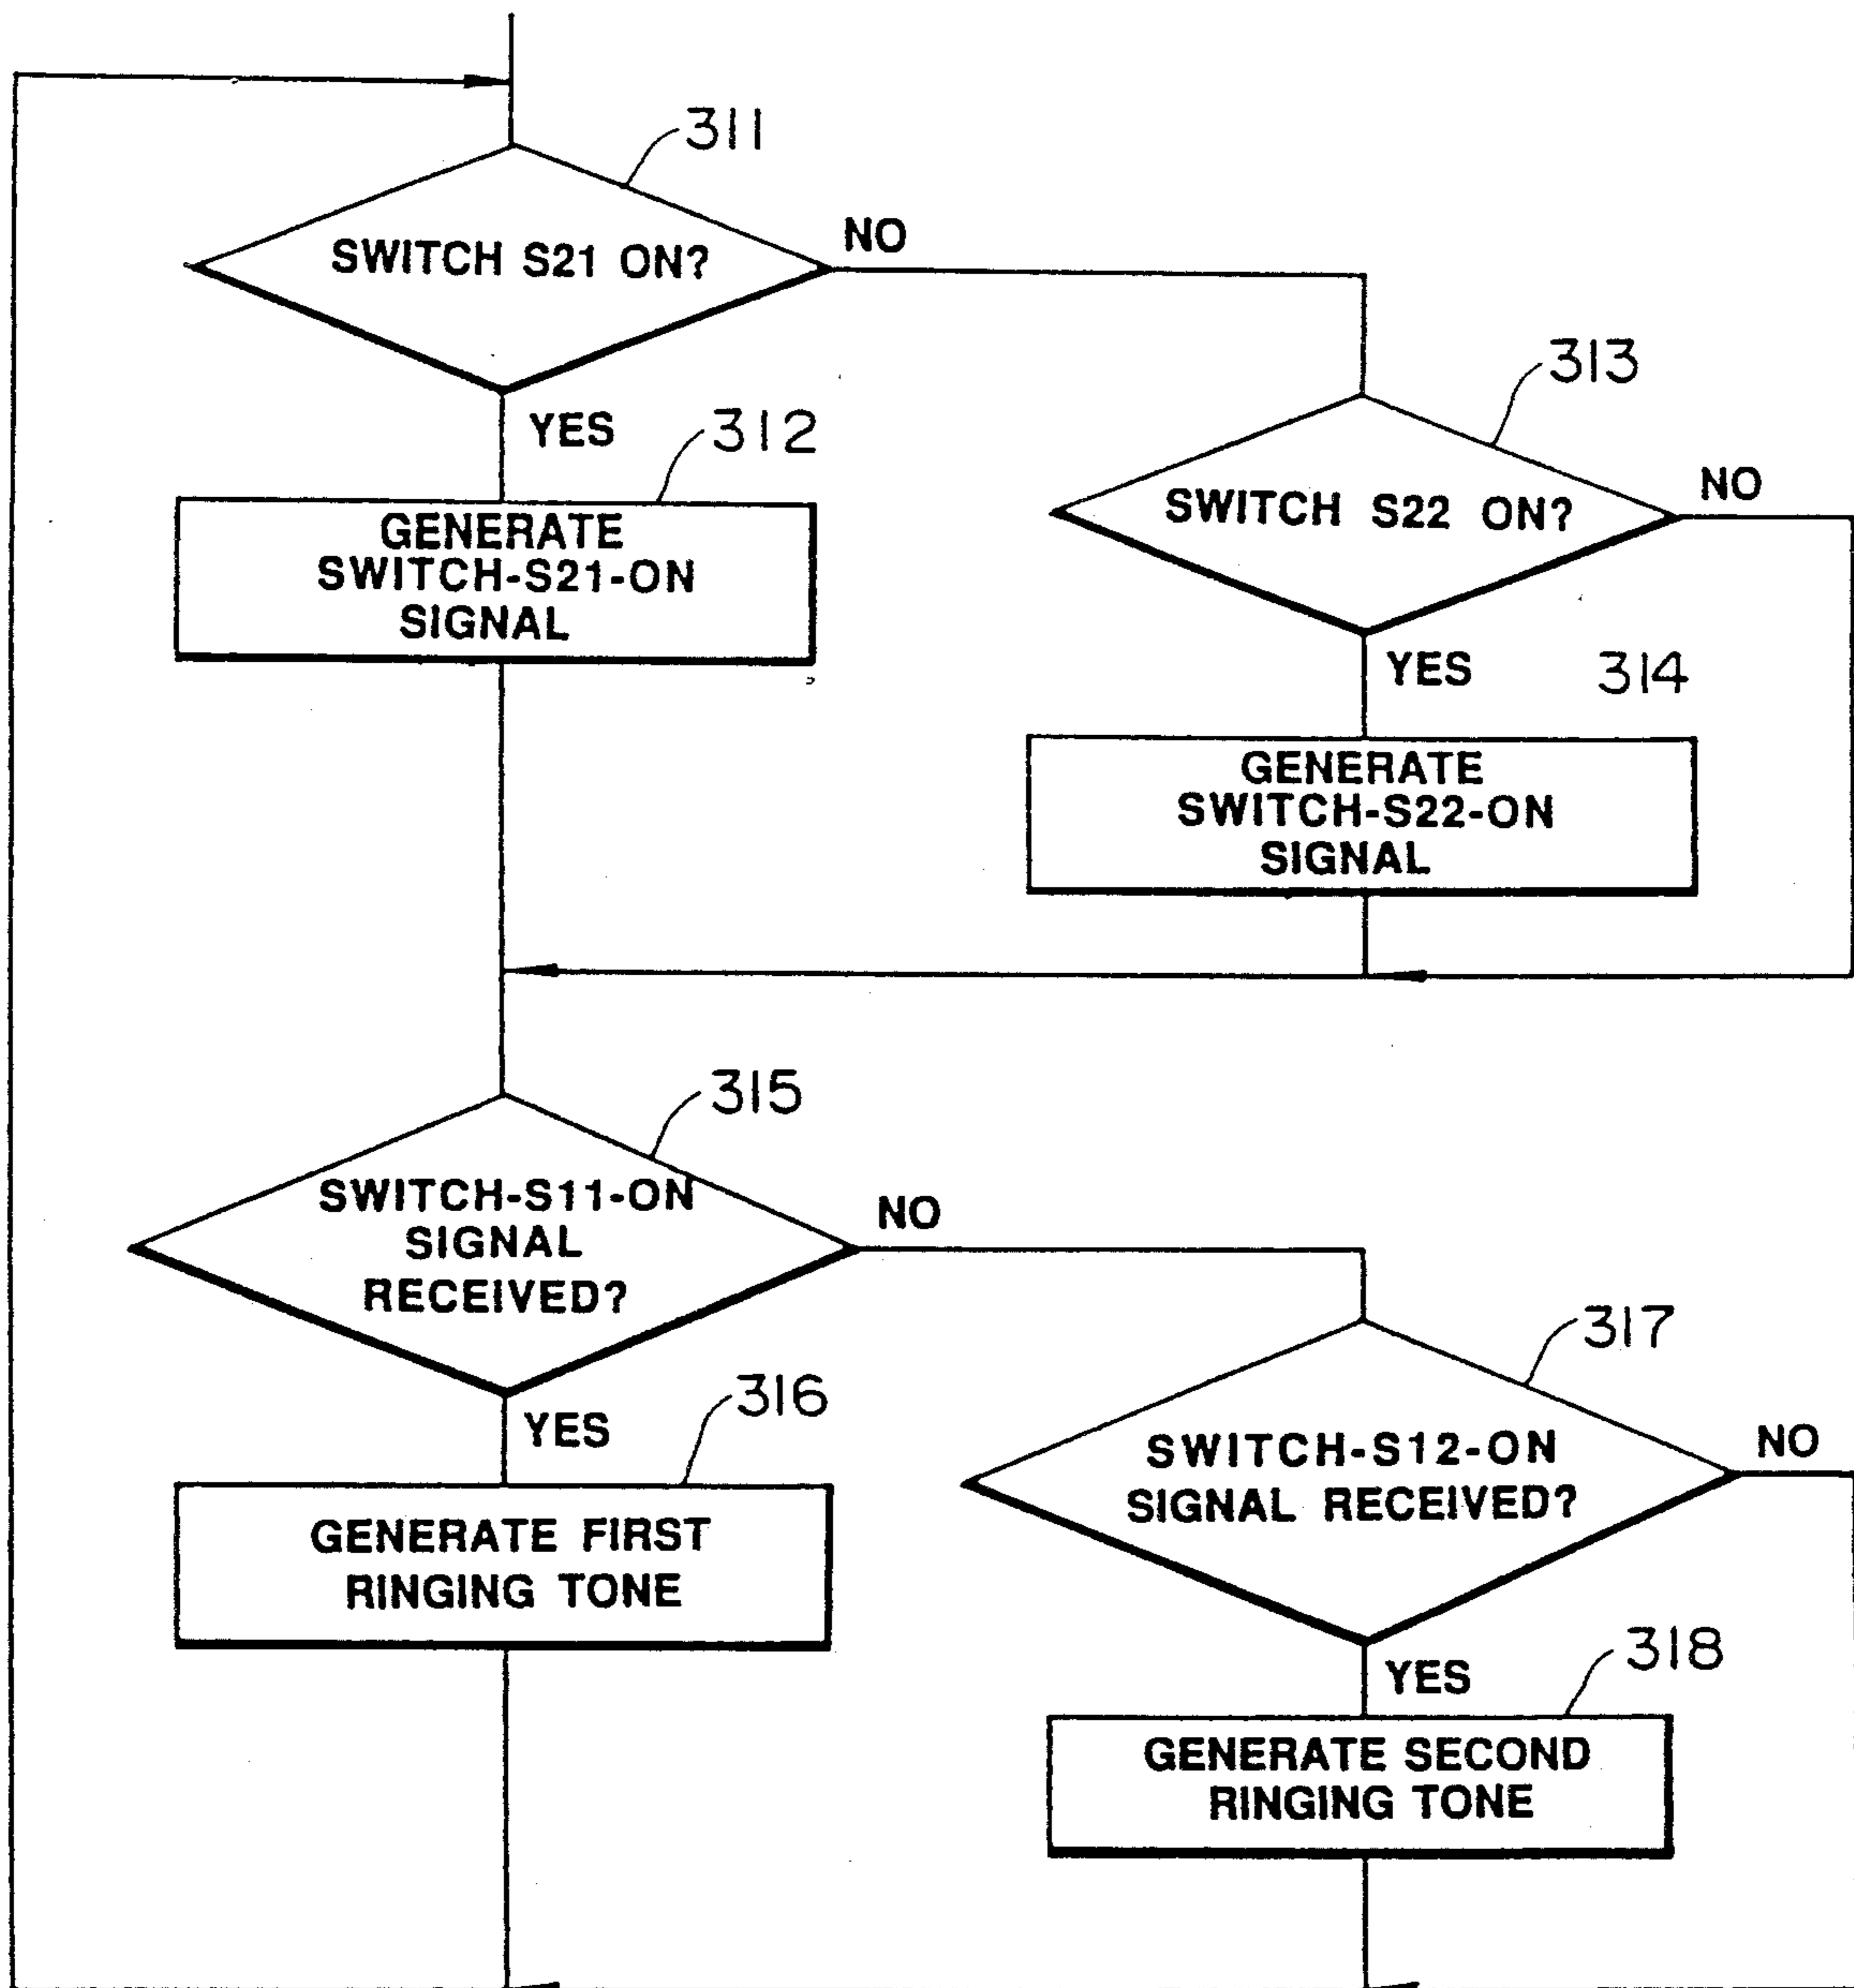 311
SWITCH S21 ON?
NO
YES
312
GENERATE
SWITCH-S21-ON
SIGNAL
313
SWITCH S22 ON?
NO
YES
314
GENERATE
SWITCH-S22-ON
SIGNAL
315
SWITCH-S11-ON
SIGNAL
RECEIVED?
NO
YES
316
GENERATE FIRST
RINGING TONE
317
SWITCH-S12-ON
SIGNAL RECEIVED?
NO
YES
318
GENERATE SECOND
RINGING TONE